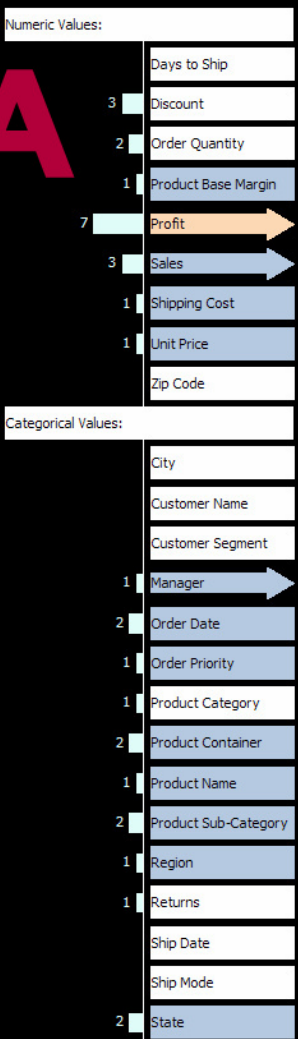 Numeric Values:
Days to Ship
A
3 Discount
2 Order Quantity
1 Product Base Margin
7 Profit
3 Sales
1 Shipping Cost
1 Unit Price
Zip Code
Categorical Values:
City
Customer Name
Customer Segment
1 Manager
2 Order Date
1 Order Priority
1 Product Category
2 Product Container
1 Product Name
2 Product Sub-Category
1 Region
1 Returns
Ship Date
Ship Mode
2 State